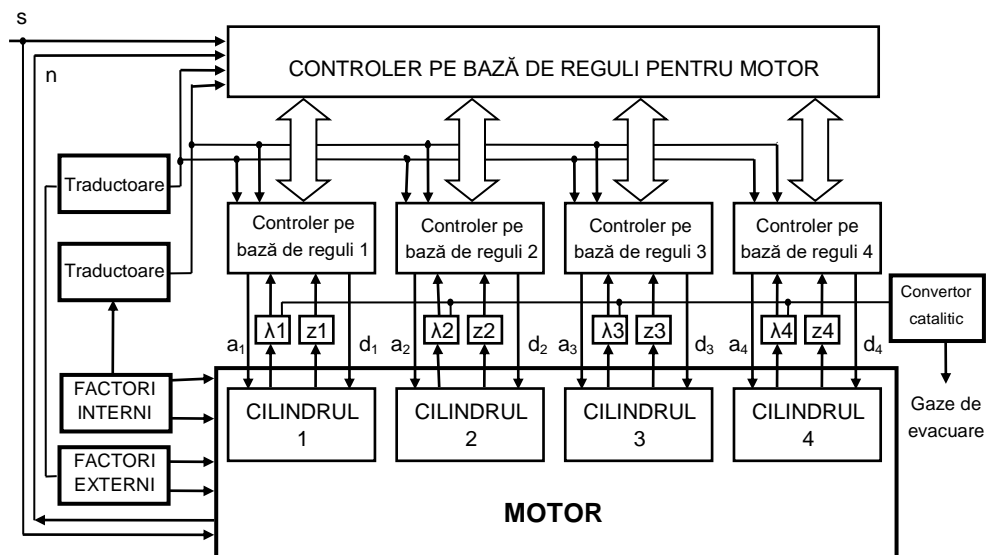 s
n
CONTROLER PE BAZĂ DE REGULI PENTRU MOTOR
Traductoare
Traductoare
Controler pe
bază de reguli 1
Controler pe
bază de reguli 2
Controler pe
bază de reguli 3
Controler pe
bază de reguli 4
Convertor
catalitic
λ1
z1
λ2
z2
λ3
z3
λ4
z4
a₁
d₁
a₂
d₂
a₃
d₃
a₄
d₄
FACTORI
INTERNI
CILINDRUL
1
CILINDRUL
2
CILINDRUL
3
CILINDRUL
4
Gaze de
evacuare
FACTORI
EXTERNI
MOTOR